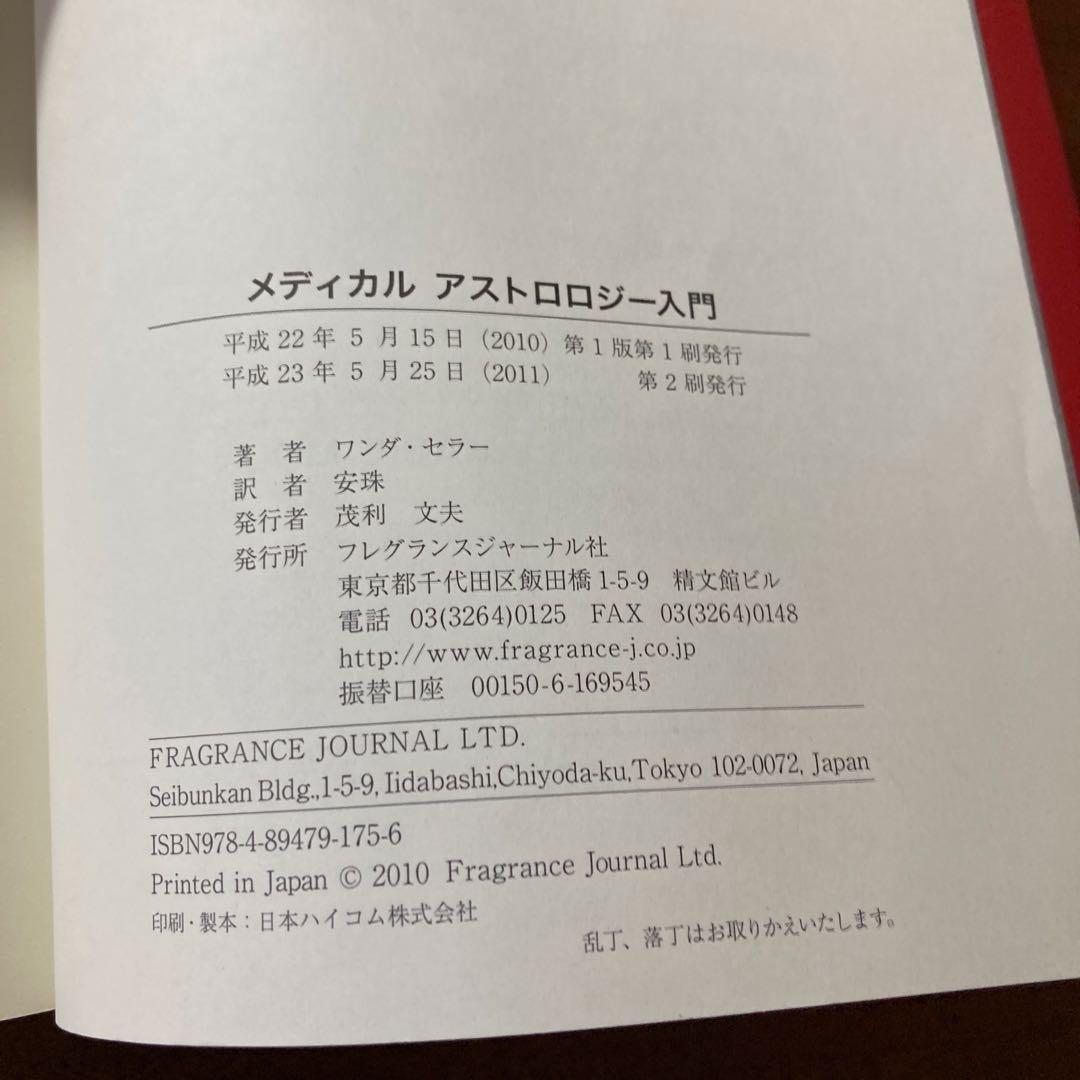 メディカル アストロロジー入門
平成 22 年 5 月 15 日 (2010) 第 1 版第 1 刷発行
平成 23 年 5 月 25 日 (2011) 第 2 刷発行
著 者 ワンダ・セラー
訳 者 安珠
発行者 茂利 文夫
発行所 フレグランスジャーナル社
東京都千代田区飯田橋 1-5-9 精文館ビル
電話 03(3264)0125 FAX 03(3264)0148
http://www.fragrance-j.co.jp
振替口座 00150-6-169545
FRAGRANCE JOURNAL LTD.
Seibunkan Bldg.,1-5-9, Iidabashi,Chiyoda-ku,Tokyo 102-0072, Japan
ISBN978-4-89479-175-6
Printed in Japan © 2010 Fragrance Journal Ltd.
印刷・製本：日本ハイコム株式会社
乱丁、落丁はお取りかえいたします。